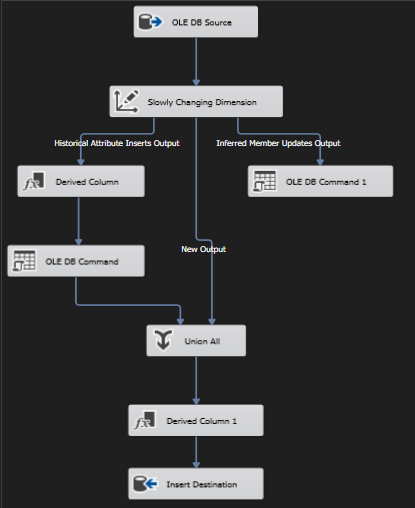 OLE DB Source
Slowly Changing Dimension
Historical Attribute Inserts Output
Inferred Member Updates Output
Derived Column
OLE DB Command 1
New Output
OLE DB Command
Union All
Derived Column 1
Insert Destination